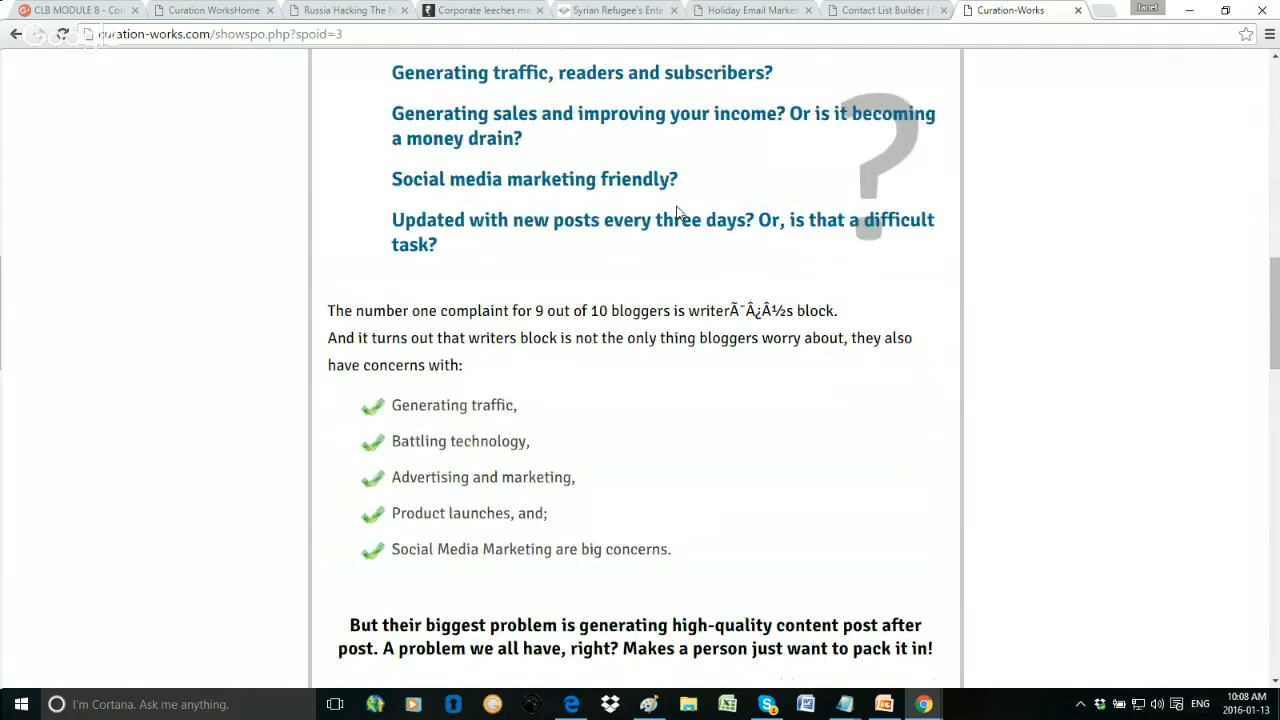 CLB MODULE 8 - Con
Curation WorksHome
Russia Hacking The N
Corporate leeches me
Syrian Refugee's Ente
Holiday Email Market
Contact List Builder |
Curation-Works
Jared
curation-works.com/showspo.php?spoid=3
Generating traffic, readers and subscribers?
Generating sales and improving your income? Or is it becoming
a money drain?
Social media marketing friendly?
Updated with new posts every three days? Or, is that a difficult
task?
The number one complaint for 9 out of 10 bloggers is writerÃ¯Â¿Â½s block.
And it turns out that writers block is not the only thing bloggers worry about, they also
have concerns with:
Generating traffic,
Battling technology,
Advertising and marketing,
Product launches, and;
Social Media Marketing are big concerns.
But their biggest problem is generating high-quality content post after
post. A problem we all have, right? Makes a person just want to pack it in!
I'm Cortana. Ask me anything.
ENG
10:08 AM
2016-01-13